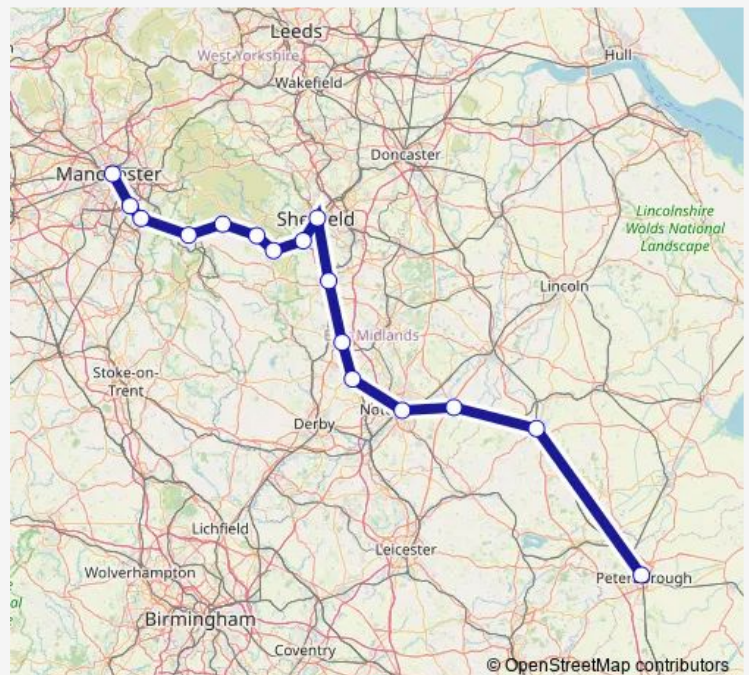 Leeds
West Yorkshire
Hull
Wakefield
Doncaster
Manchester
Sheffield
Lincolnshire
Wolds National
Landscape
Lincoln
East Midlands
Stoke-on-
Trent
Derby
Lichfield
Leicester
Wolverhampton
Peterborough
Birmingham
Coventry
© OpenStreetMap contributors